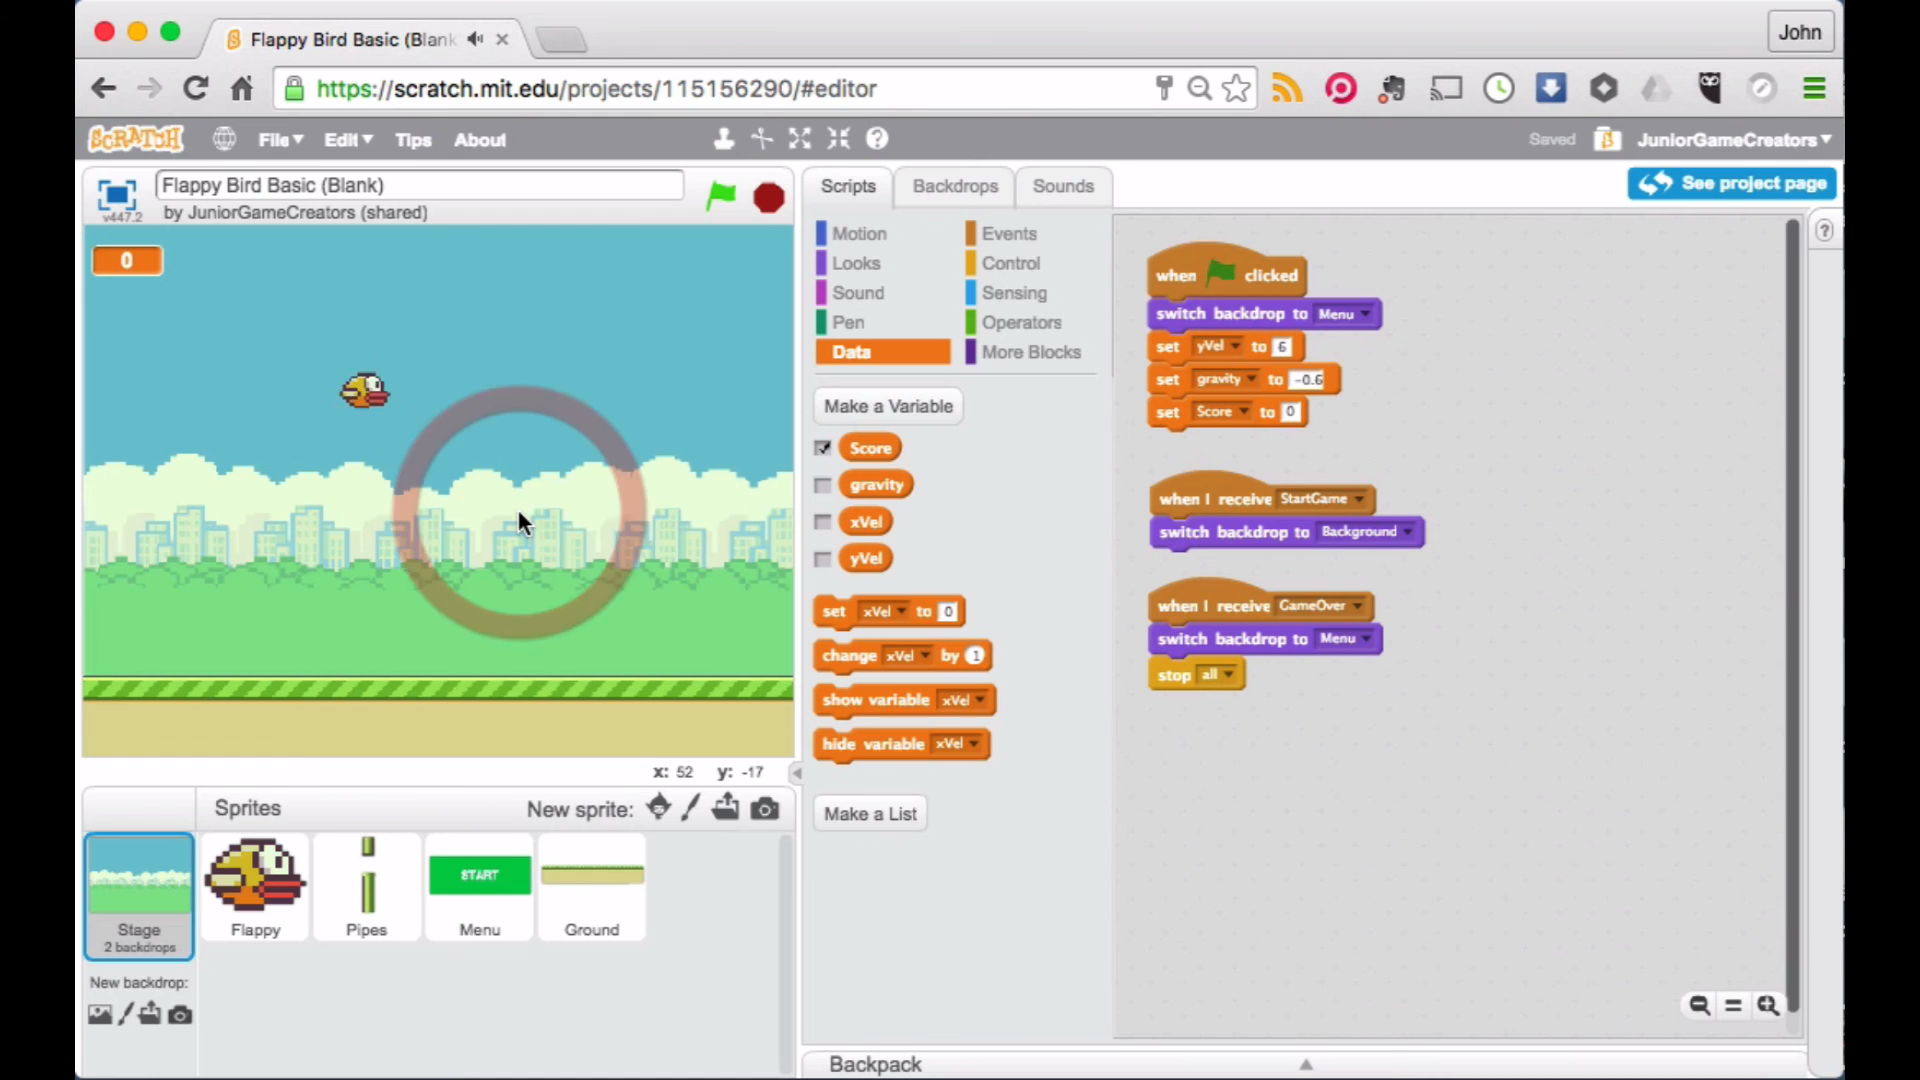 Flappy Bird Basic (Blank
John
https://scratch.mit.edu/projects/115156290/#editor
SCRATCH
File
Edit
Tips
About
Saved
JuniorGameCreators
v447.2
Flappy Bird Basic (Blank)
by JuniorGameCreators (shared)
Scripts
Backdrops
Sounds
See project page
0
Motion
Events
Looks
Control
Sound
Sensing
Pen
Operators
Data
More Blocks
Make a Variable
Score
gravity
xVel
yVel
set xVel to 0
change xVel by 1
show variable xVel
hide variable xVel
Make a List
when clicked
switch backdrop to Menu
set yVel to 6
set gravity to -0.6
set Score to 0
when I receive StartGame
switch backdrop to Background
when I receive GameOver
switch backdrop to Menu
stop all
x: 52 y: -17
Sprites
New sprite:
START
Stage
2 backdrops
Flappy
Pipes
Menu
Ground
New backdrop:
Backpack